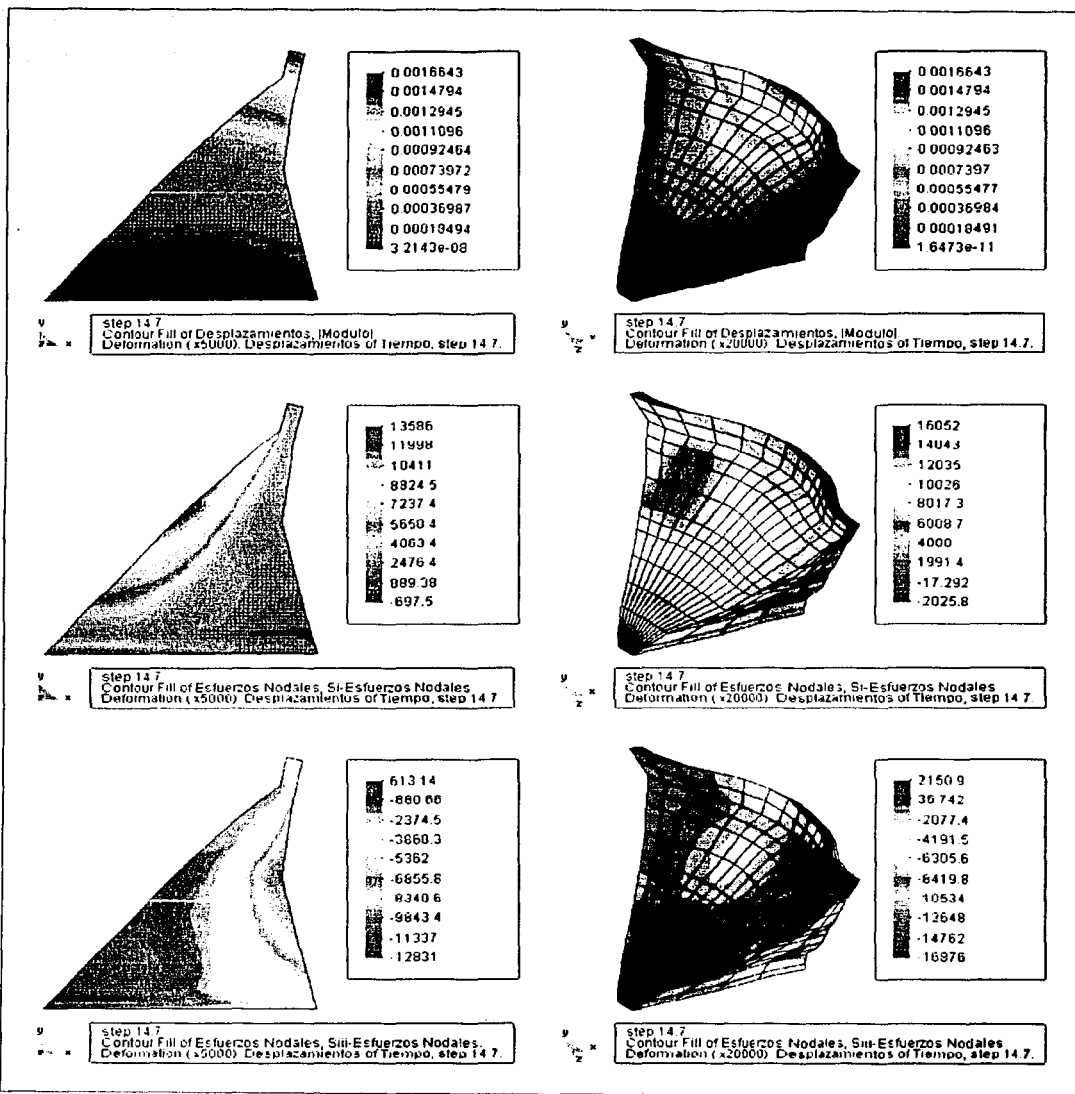 0.0016643
0.0014794
0.0012945
0.0011096
0.00092464
0.00073972
0.00055479
0.00036987
0.00018494
3.2143e-08
y
x
step 14.7
Contour Fill of Desplazamientos, |Modulo|
Deformation ( x5000): Desplazamientos of Tiempo, step 14.7.
0.0016643
0.0014794
0.0012945
0.0011096
0.00092463
0.0007397
0.00055477
0.00036984
0.00018491
1.6473e-11
y
x
z
step 14.7
Contour Fill of Desplazamientos, |Modulo|
Deformation ( x20000): Desplazamientos of Tiempo, step 14.7.
13586
11998
10411
8824.5
7237.4
5650.4
4063.4
2476.4
889.38
-697.5
y
x
step 14.7
Contour Fill of Esfuerzos Nodales, Si-Esfuerzos Nodales.
Deformation ( x5000): Desplazamientos of Tiempo, step 14.7
16052
14043
12035
10026
8017.3
6008.7
4000
1991.4
-17.292
-2025.8
y
x
z
step 14.7
Contour Fill of Esfuerzos Nodales, Si-Esfuerzos Nodales
Deformation ( x20000): Desplazamientos of Tiempo, step 14.7.
613.14
-880.66
-2374.5
-3868.3
-5362
-6855.8
-8349.6
-9843.4
-11337
-12831
y
x
step 14.7
Contour Fill of Esfuerzos Nodales, Siii-Esfuerzos Nodales.
Deformation ( x5000): Desplazamientos of Tiempo, step 14.7.
2150.9
36.742
-2077.4
-4191.5
-6305.6
-8419.8
-10534
-12648
-14762
-16876
y
x
z
step 14.7
Contour Fill of Esfuerzos Nodales, Siii-Esfuerzos Nodales
Deformation ( x20000): Desplazamientos of Tiempo, step 14.7.